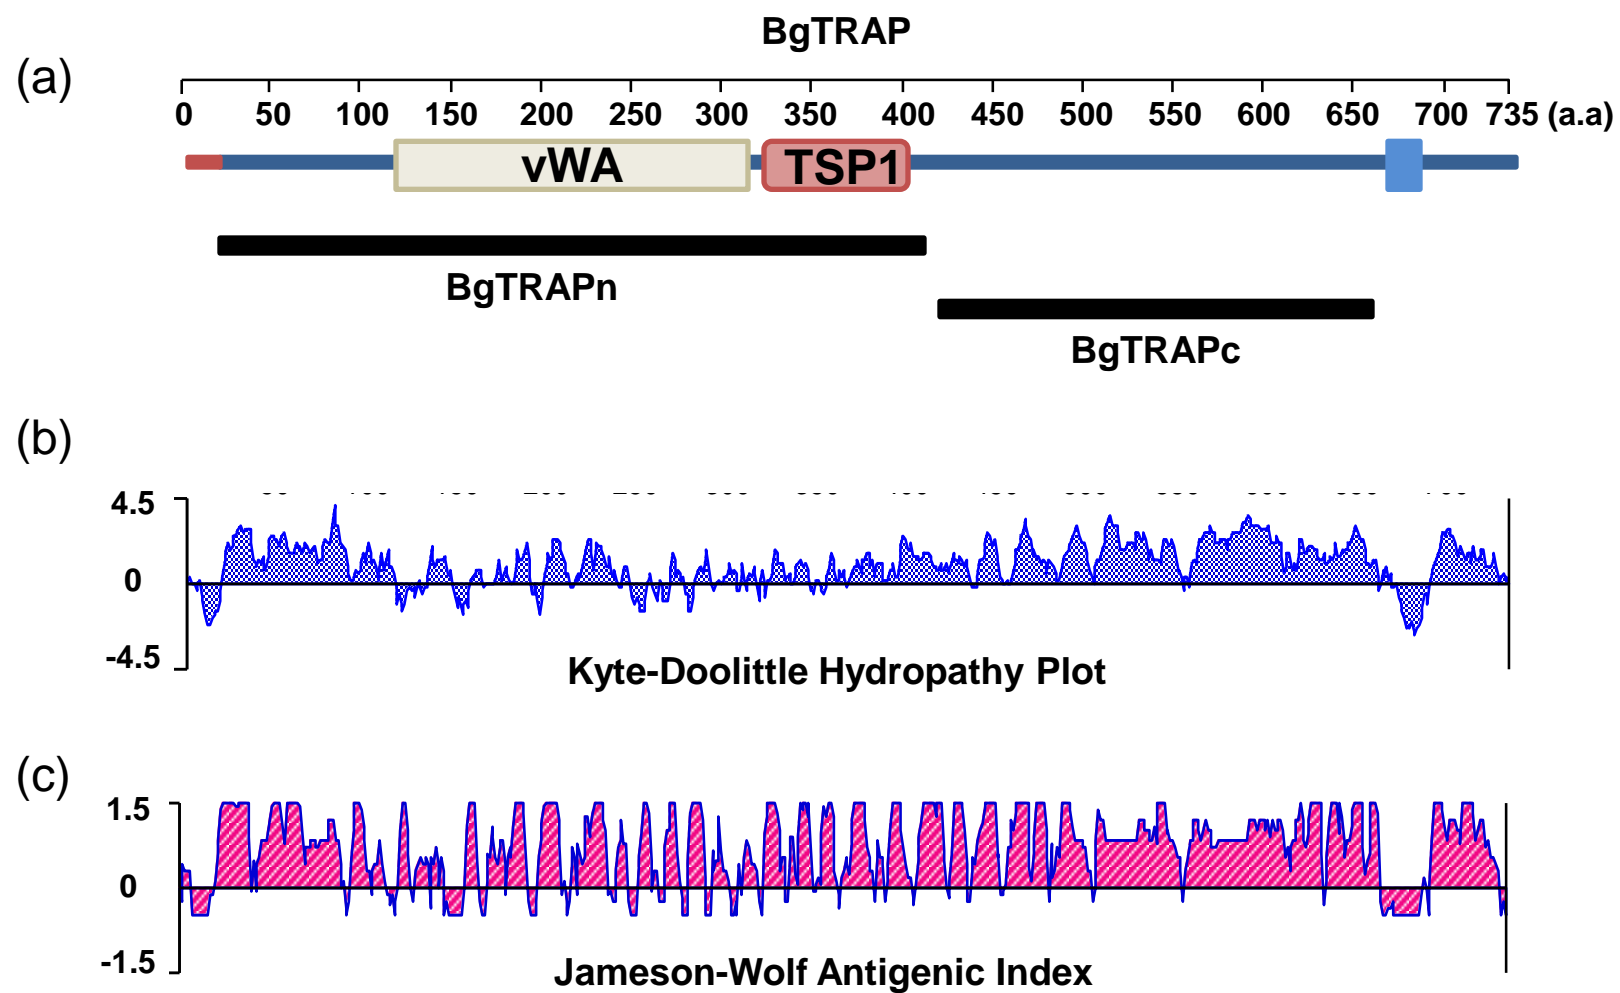 BgTRAP
(a)
0 50 100 150 200 250 300 350 400 450 500 550 600 650 700 735 (a.a)
vWA TSP1
BgTRAPn
BgTRAPc
(b)
4.5
0
-4.5
Kyte-Doolittle Hydropathy Plot
(c)
1.5
0
-1.5
Jameson-Wolf Antigenic Index